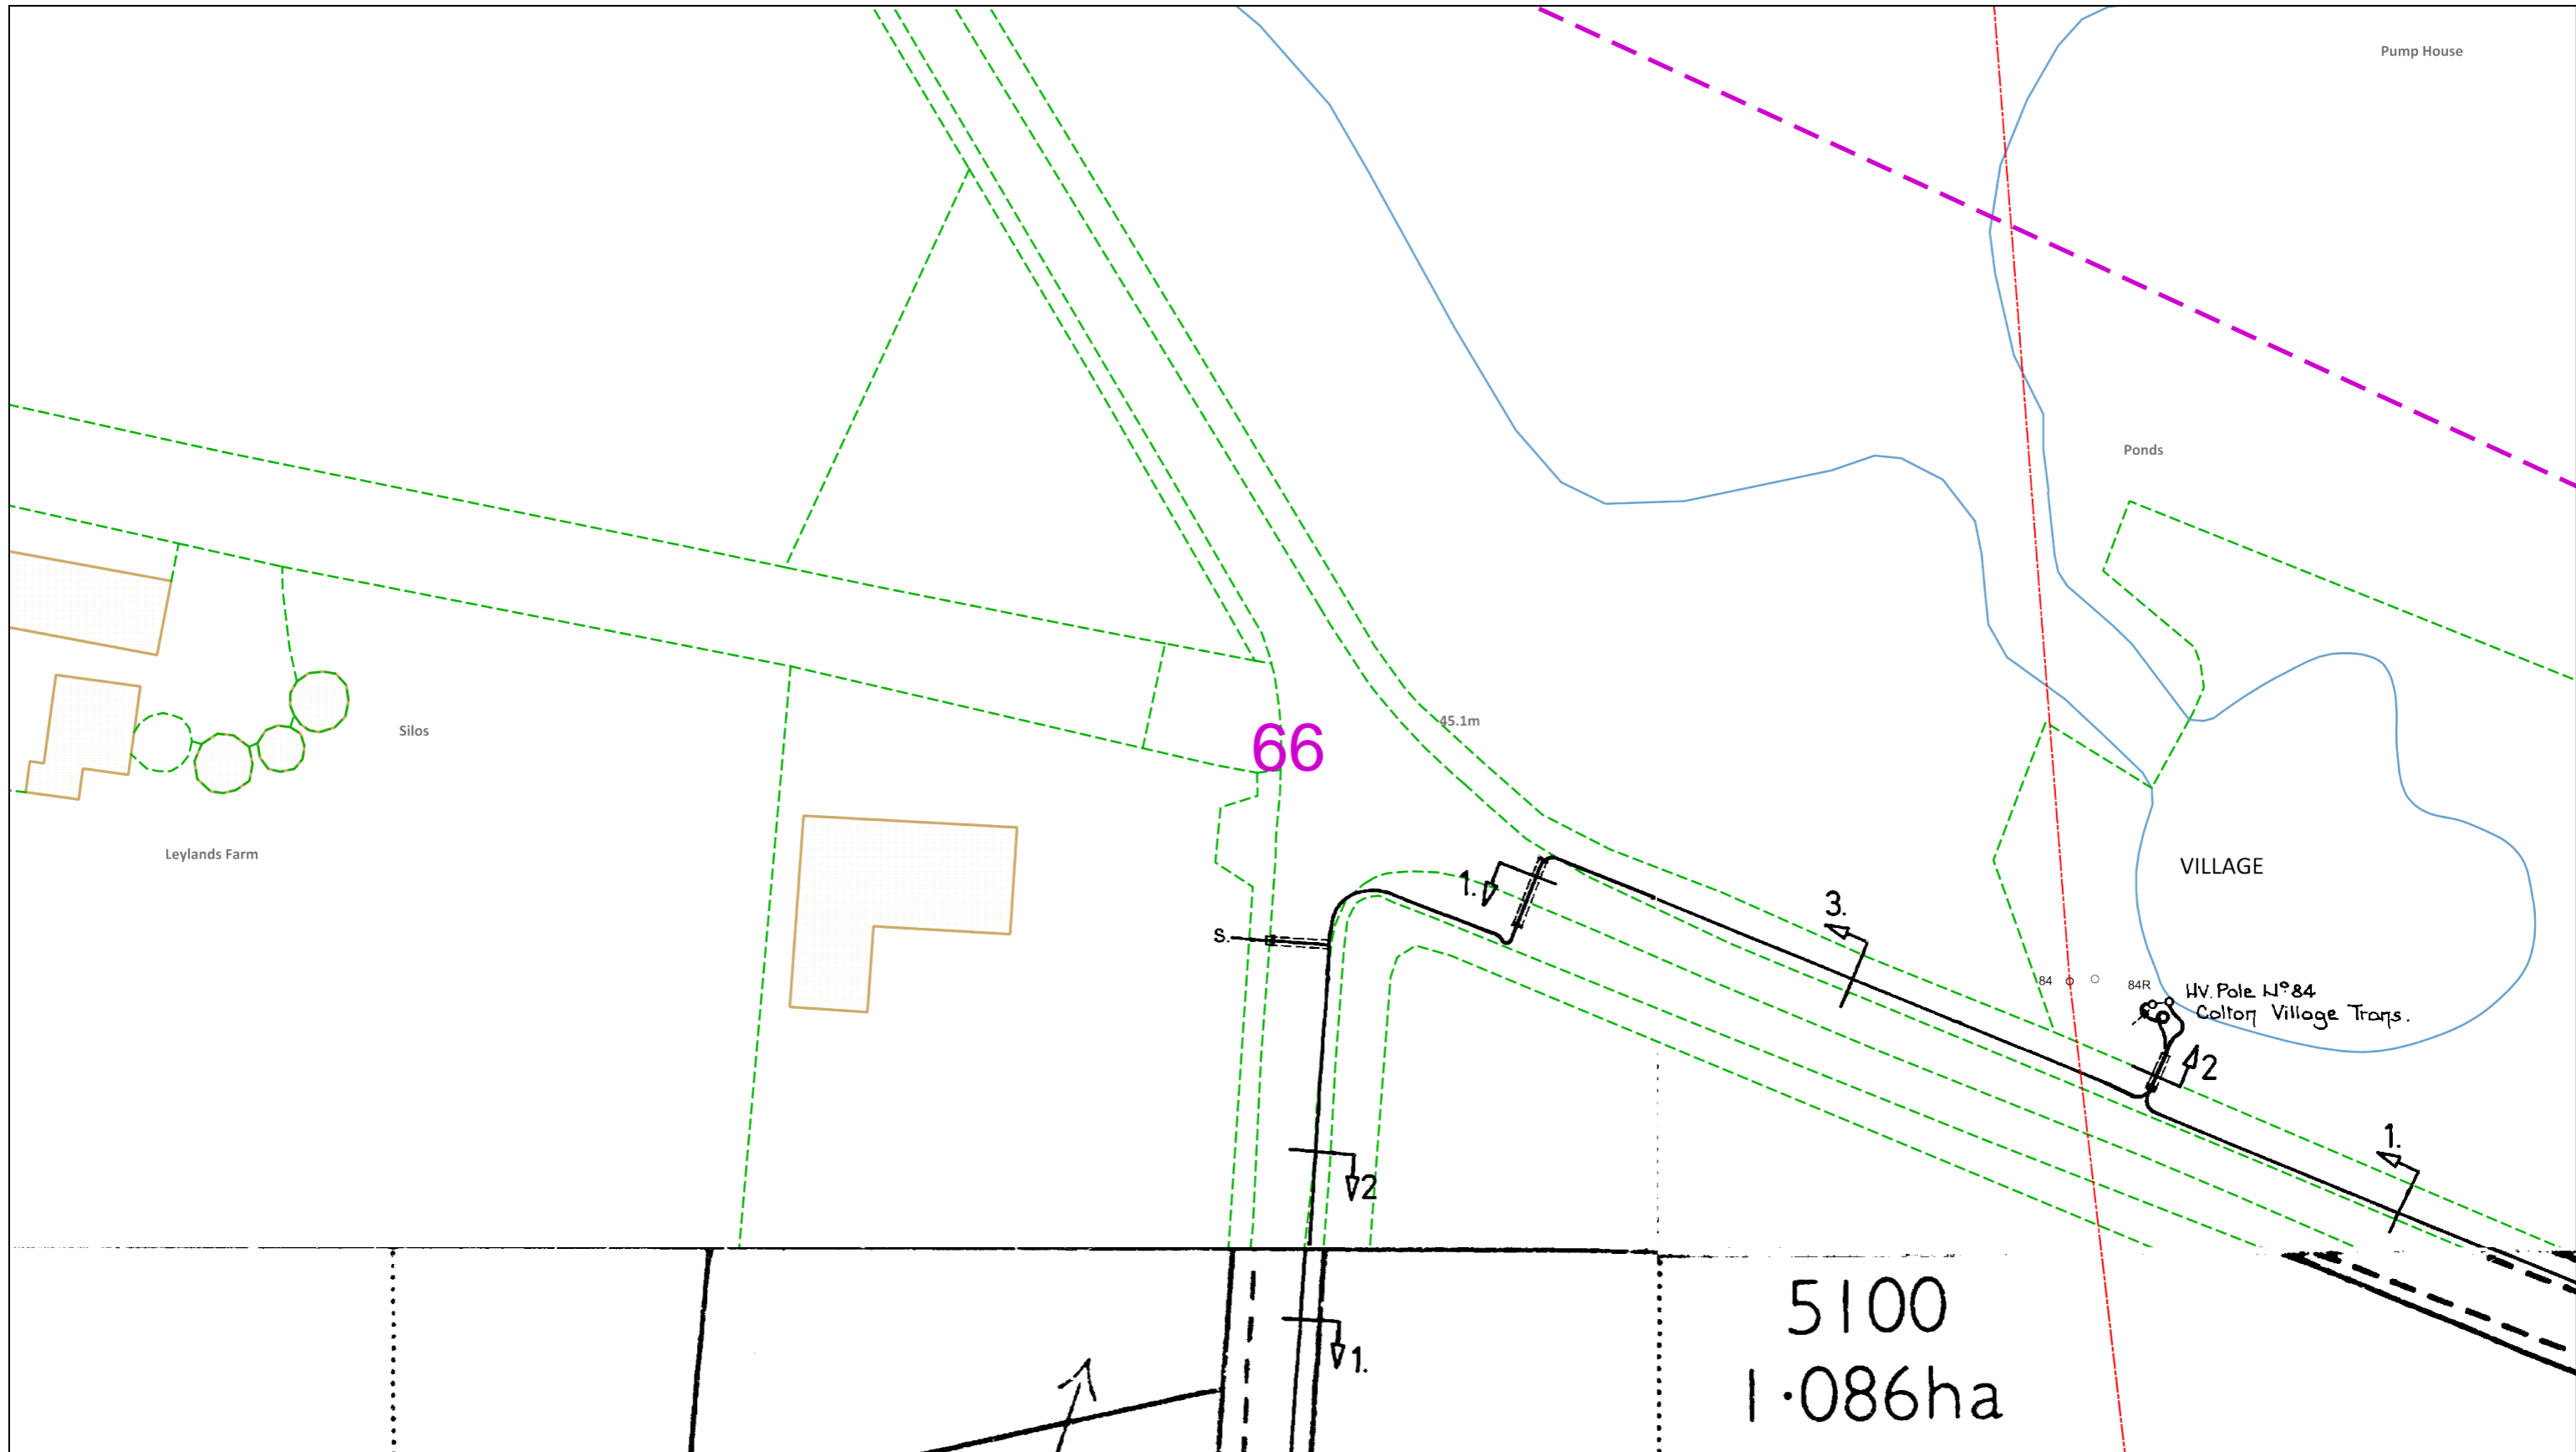 Pump House
Ponds
45.1m
66
Silos
Leylands Farm
VILLAGE
1.
3.
S.
84
84R
HV. Pole Nº 84
Colton Village Trans.
2
1.
2
5100
1.
1.086ha